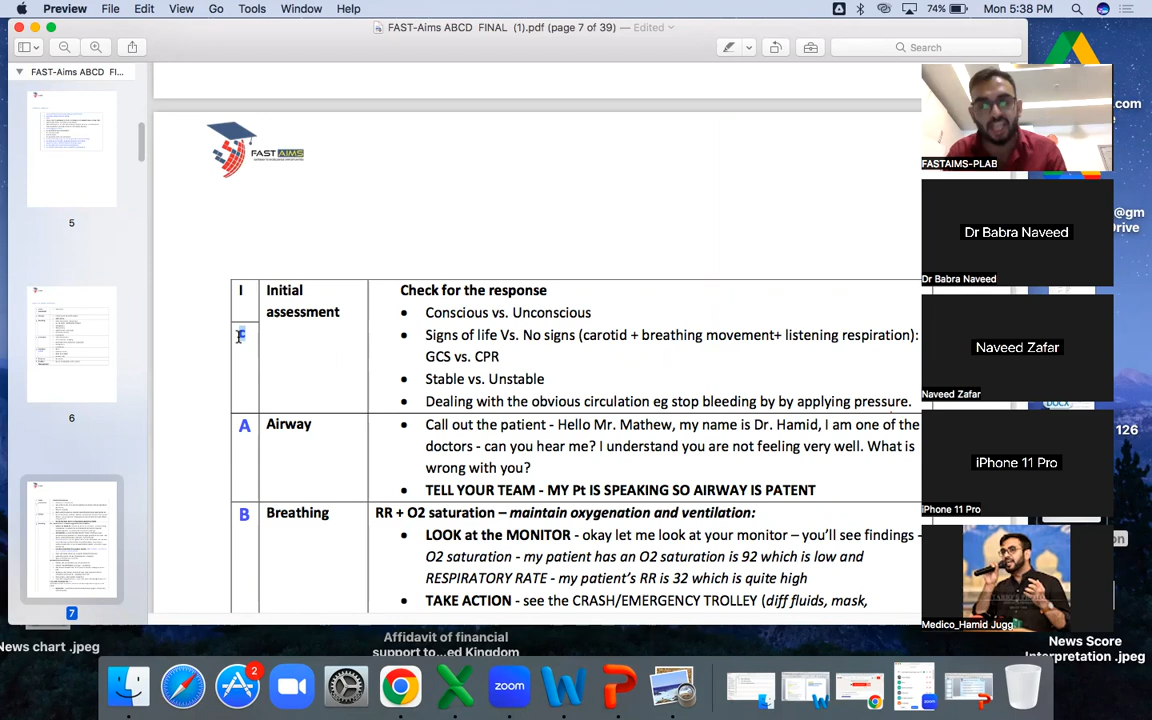 Preview File Edit View Go Tools Window Help
74% Mon 5:38 PM
FAST-Aims ABCD FINAL (1).pdf (page 7 of 39) — Edited
Search
FAST-Aims ABCD FI...
5
6
7
FAST AIMS
I Initial assessment
Check for the response
• Conscious vs. Unconscious
• Signs of life Vs. No signs (carotid + breathing movement+ listening respiration):
GCS vs. CPR
• Stable vs. Unstable
• Dealing with the obvious circulation eg stop bleeding by by applying pressure.
A Airway
• Call out the patient - Hello Mr. Mathew, my name is Dr. Hamid, I am one of the
doctors - can you hear me? I understand you are not feeling very well. What is
wrong with you?
• TELL YOUR TEAM - MY Pt IS SPEAKING SO AIRWAY IS PATENT
B Breathing
RR + O2 saturation – maintain oxygenation and ventilation:
• LOOK at the MONITOR - okay let me look at your monitor – you'll see findings -
O2 saturation - my patient has an O2 saturation is 92 which is low and
RESPIRATORY RATE - my patient's RR is 32 which is quite high
• TAKE ACTION - see the CRASH/EMERGENCY TROLLEY (diff fluids, mask,
FASTAIMS-PLAB
Dr Babra Naveed
Dr Babra Naveed
Naveed Zafar
Naveed Zafar
iPhone 11 Pro
iPhone 11 Pro
Medico_Hamid Jugg
.com
@gm
Drive
DOCX
126
on
News chart .jpeg
Affidavit of financial
support to...ed Kingdom
News Score
Interpretation .jpeg
2
zoom